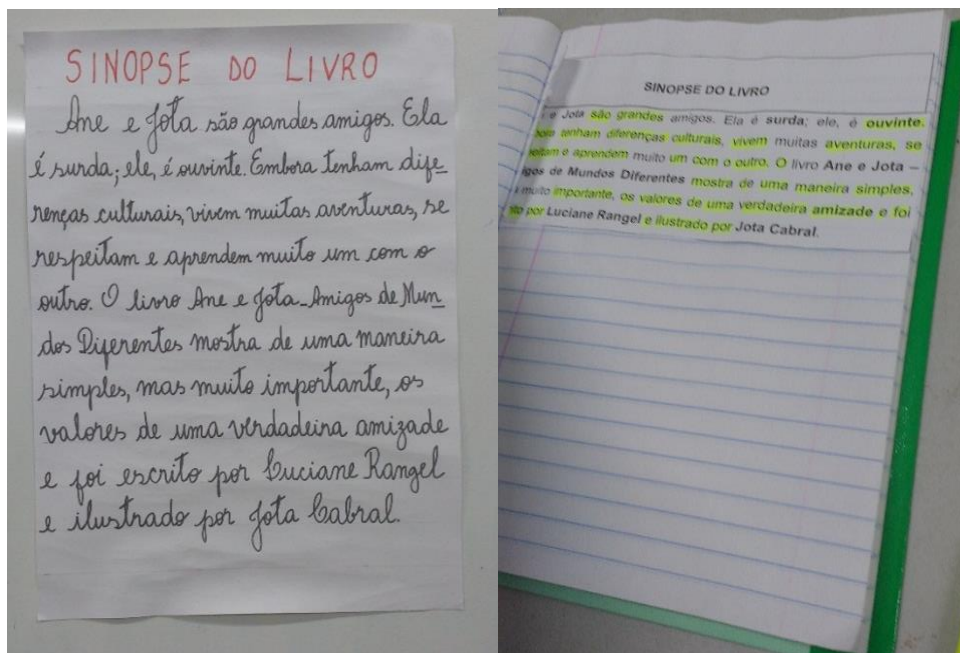 SINOPSE DO LIVRO
Ane e Jota são grandes amigos. Ela
é surda; ele, é ouvinte. Embora tenham dife-
renças culturais, vivem muitas aventuras, se
respeitam e aprendem muito um com o
outro. O livro Ane e Jota - Amigos de Mun-
dos Diferentes mostra de uma maneira
simples, mas muito importante, os
valores de uma verdadeira amizade
e foi escrito por Luciane Rangel
e ilustrado por Jota Cabral.
SINOPSE DO LIVRO
e Jota são grandes amigos. Ela é surda; ele, é ouvinte.
tenham diferenças culturais, vivem muitas aventuras, se
e aprendem muito um com o outro. O livro Ane e Jota –
de Mundos Diferentes mostra de uma maneira simples,
muito importante, os valores de uma verdadeira amizade e foi
por Luciane Rangel e ilustrado por Jota Cabral.